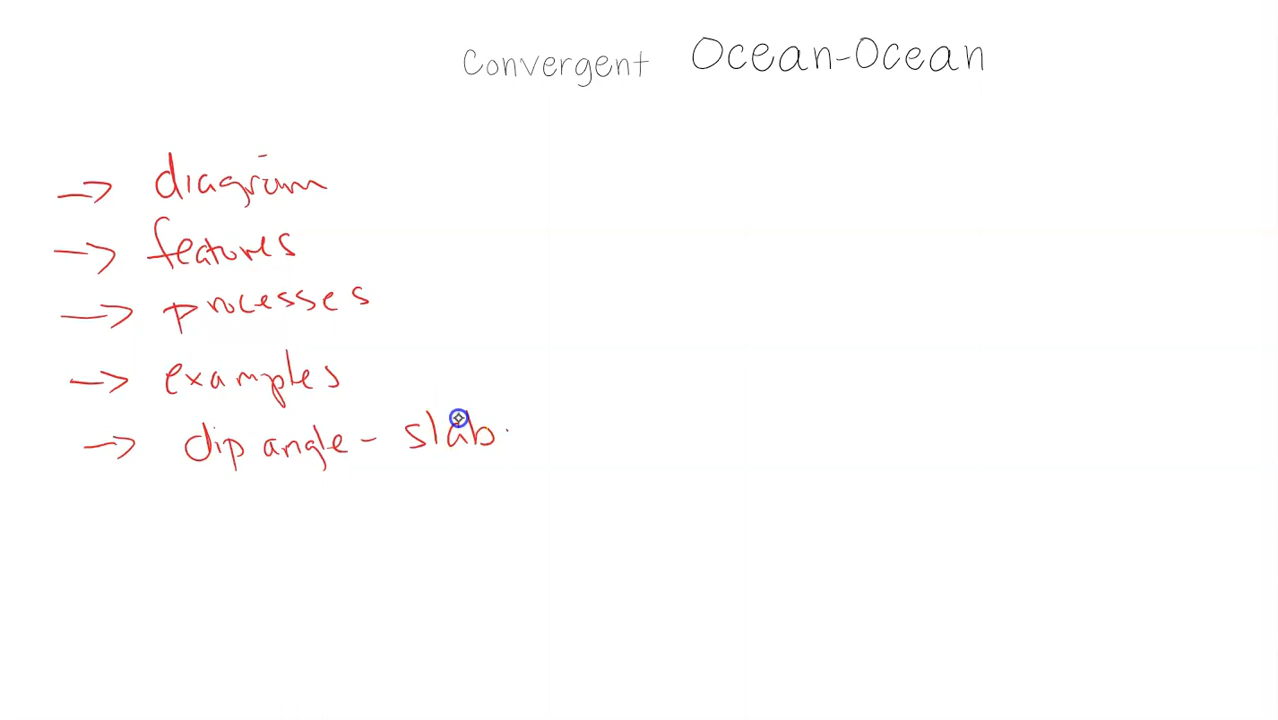 Convergent Ocean-Ocean
→ diagram
→ features
→ processes
→ examples
→ dip angle - slab.